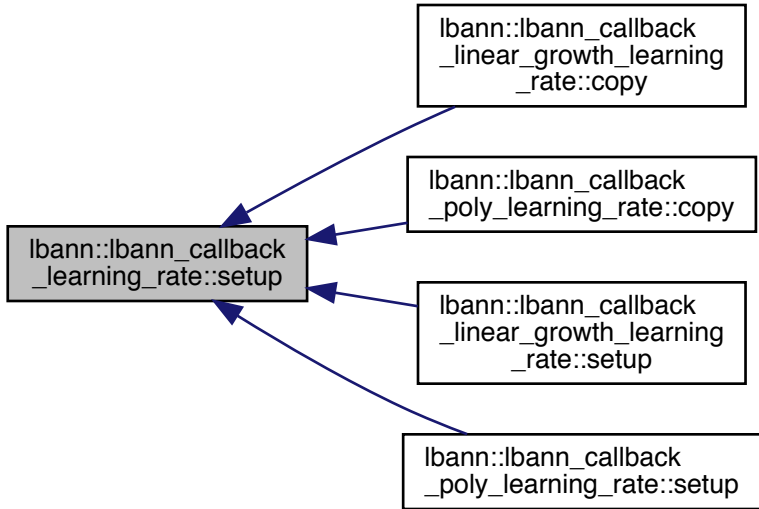 lbann::lbann_callback
_linear_growth_learning
_rate::copy
lbann::lbann_callback
_poly_learning_rate::copy
lbann::lbann_callback
_learning_rate::setup
lbann::lbann_callback
_linear_growth_learning
_rate::setup
lbann::lbann_callback
_poly_learning_rate::setup